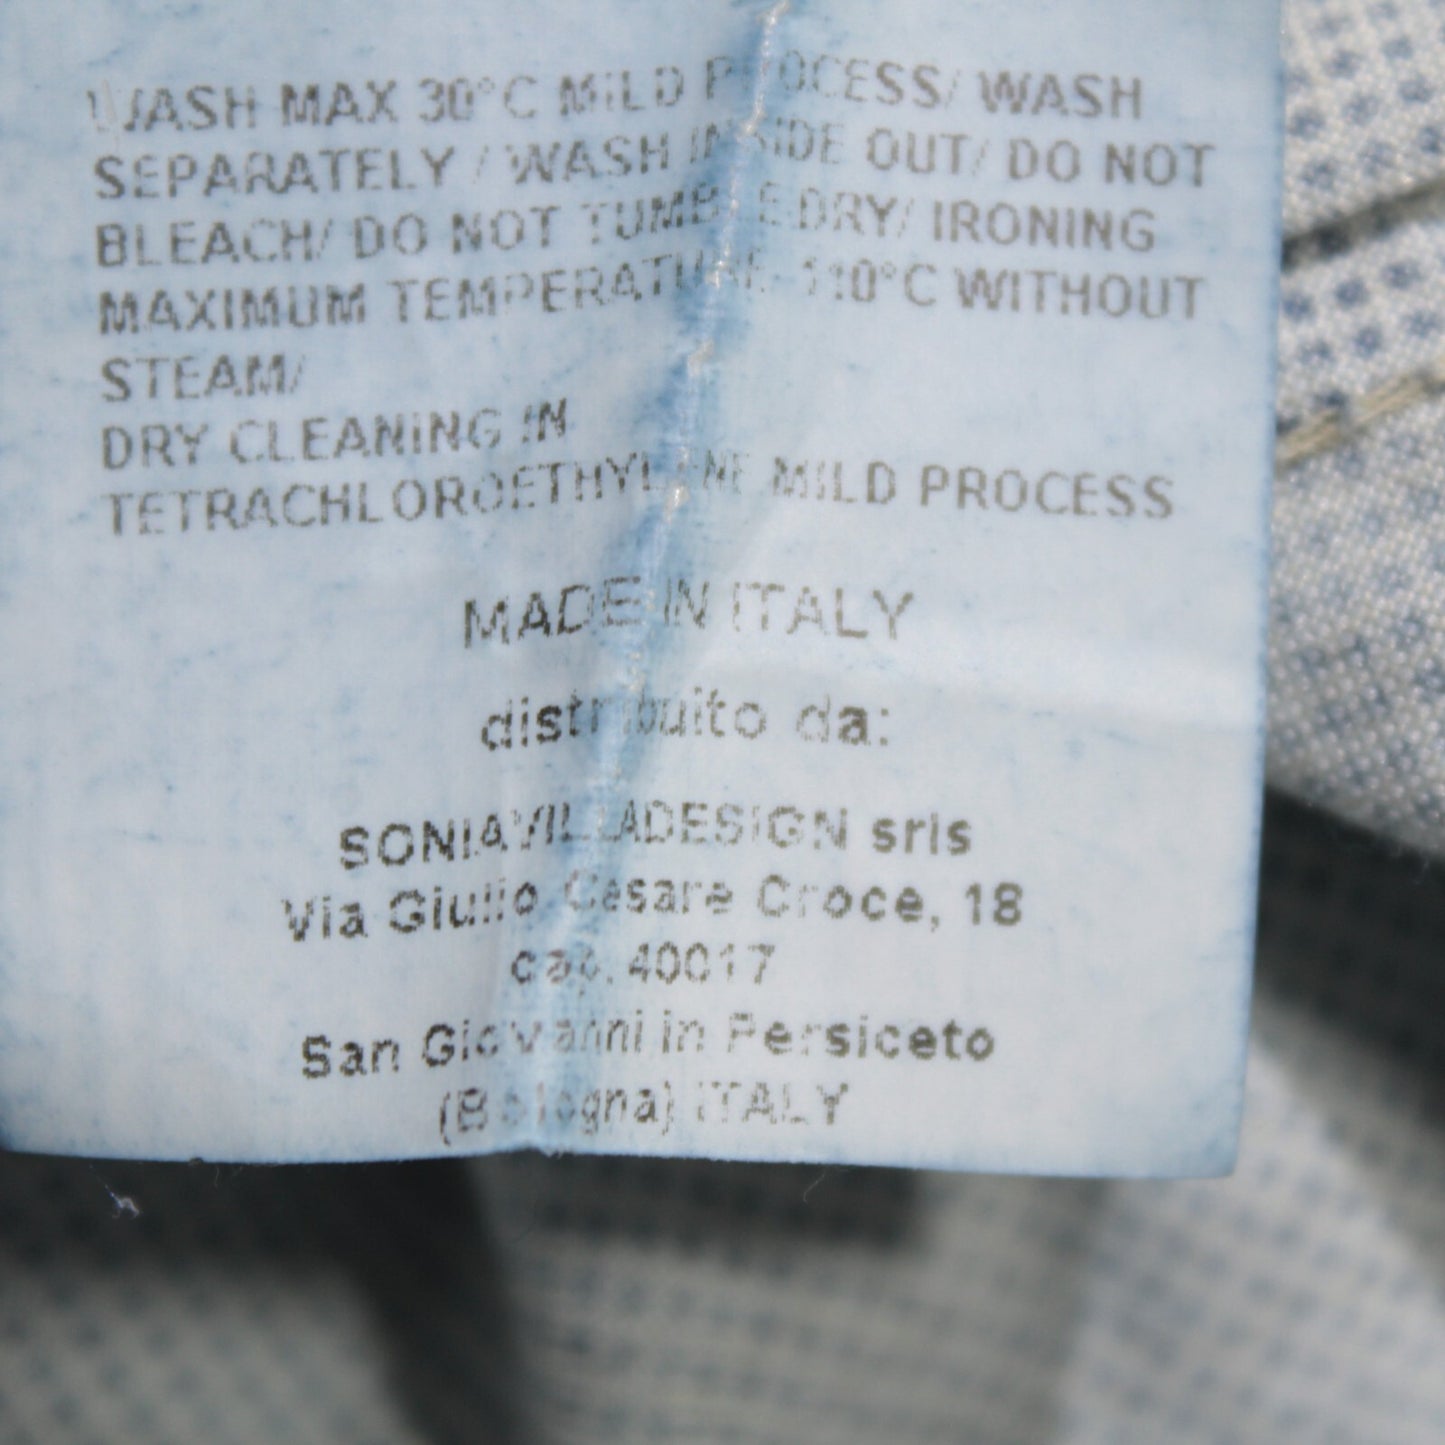 WASH MAX 30°C MILD PROCESS/ WASH
SEPARATELY / WASH INSIDE OUT/ DO NOT
BLEACH/ DO NOT TUMBLE DRY/ IRONING
MAXIMUM TEMPERATURE 110°C WITHOUT
STEAM/
DRY CLEANING IN
TETRACHLOROETHYLENE MILD PROCESS
MADE IN ITALY
distribuito da:
SONIAVILLADESIGN srls
Via Giulio Cesare Croce, 18
cap. 40017
San Giovanni in Persiceto
(Bologna) ITALY